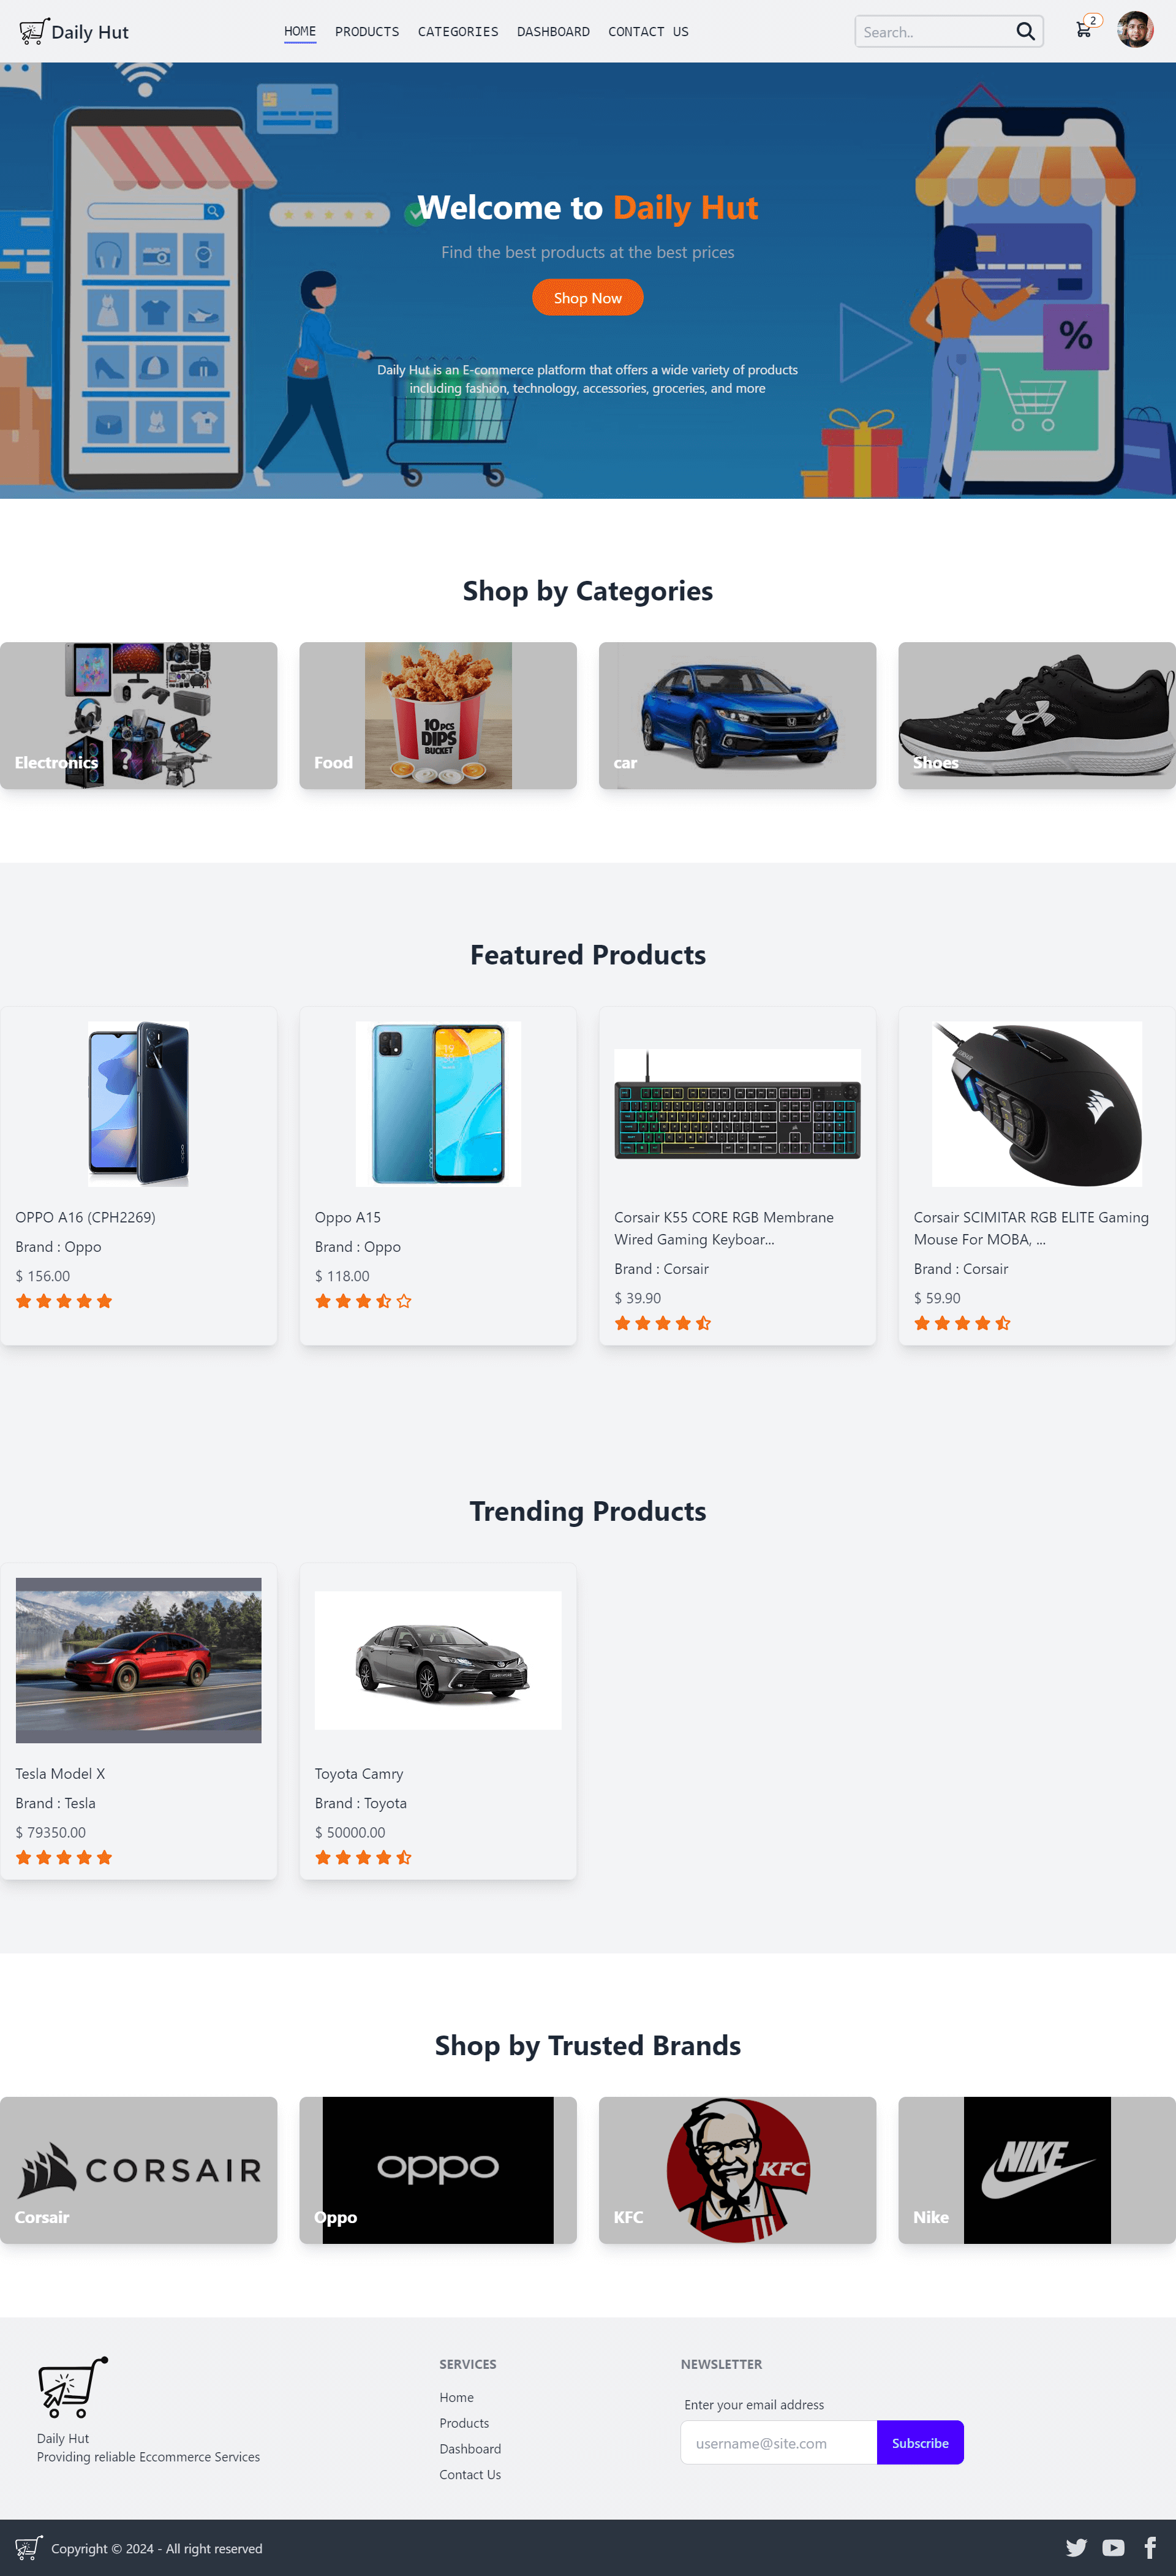 Daily Hut
HOME PRODUCTS CATEGORIES DASHBOARD CONTACT US
Search..
2
Welcome to Daily Hut
Find the best products at the best prices
Shop Now
%
Daily Hut is an E-commerce platform that offers a wide variety of products
including fashion, technology, accessories, groceries, and more
Shop by Categories
?
Electronics
10 PCS
DIPS
BUCKET
Food
car
Shoes
Featured Products
OPPO A16 (CPH2269)
Brand : Oppo
$ 156.00
Oppo A15
Brand : Oppo
$ 118.00
Corsair K55 CORE RGB Membrane
Wired Gaming Keyboar...
Brand : Corsair
$ 39.90
Corsair SCIMITAR RGB ELITE Gaming
Mouse For MOBA, ...
Brand : Corsair
$ 59.90
Trending Products
Tesla Model X
Brand : Tesla
$ 79350.00
Toyota Camry
Brand : Toyota
$ 50000.00
Shop by Trusted Brands
CORSAIR
Corsair
oppo
Oppo
KFC
KFC
NIKE
Nike
Daily Hut
Providing reliable Eccommerce Services
SERVICES
Home
Products
Dashboard
Contact Us
NEWSLETTER
Enter your email address
username@site.com
Subscribe
Copyright © 2024 - All right reserved